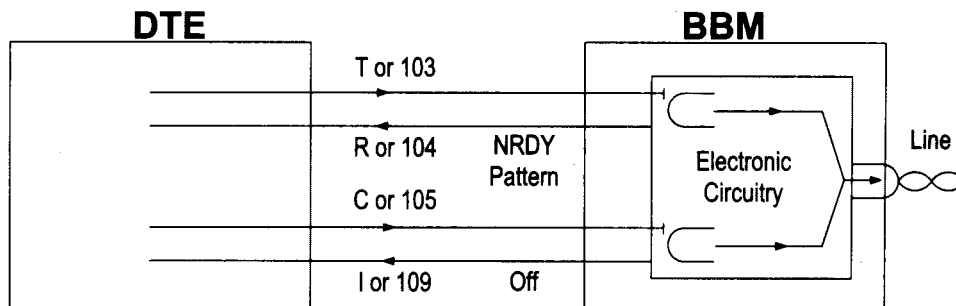 DTE
BBM
T or 103
R or 104
NRDY
Pattern
C or 105
I or 109
Off
Electronic
Circuitry
Line